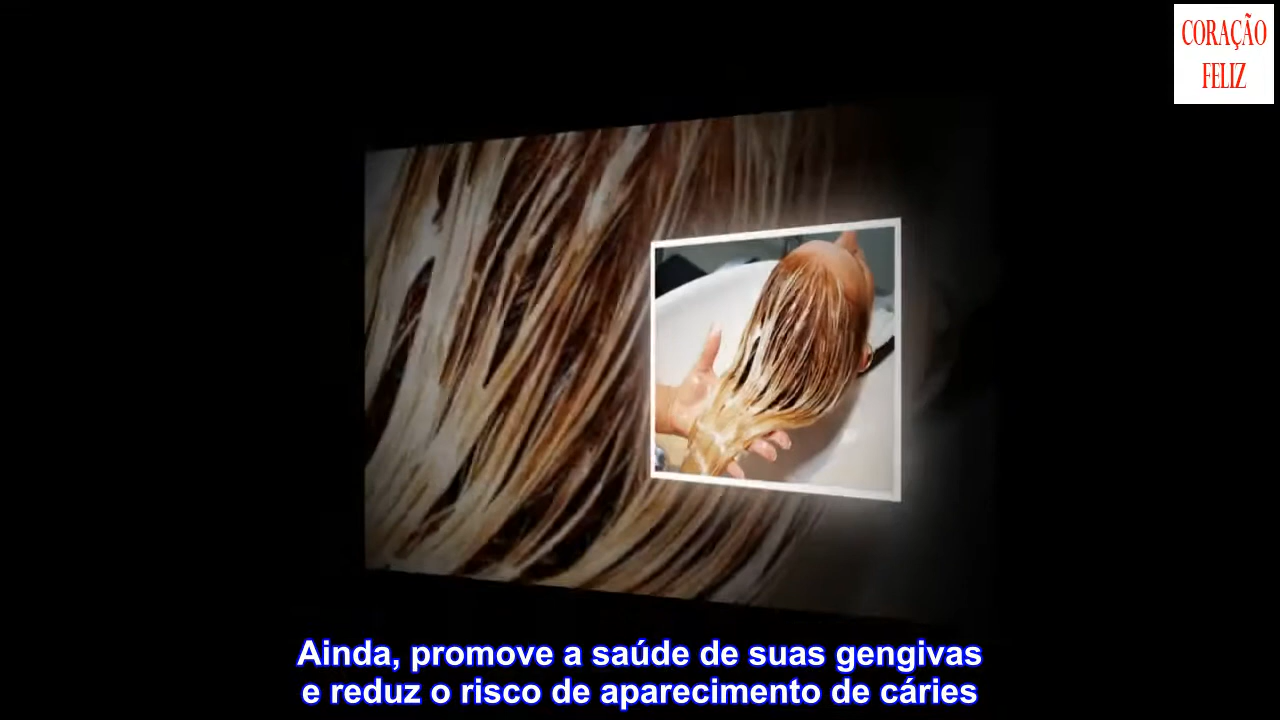 CORAÇÃO
FELIZ
Ainda, promove a saúde de suas gengivas
e reduz o risco de aparecimento de cáries